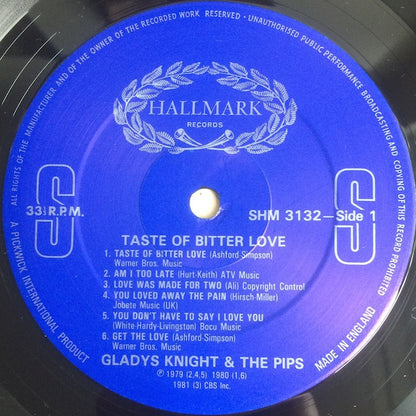 ALL RIGHTS OF THE MANUFACTURER AND OF THE OWNER OF THE RECORDED WORK RESERVED - UNAUTHORISED PUBLIC PERFORMANCE BROADCASTING AND COPYING OF THIS RECORD PROHIBITED
HALLMARK
RECORDS
S
S
33⅓ R.P.M.
SHM 3132—Side 1
TASTE OF BITTER LOVE
1. TASTE OF BITTER LOVE (Ashford-Simpson)
Warner Bros. Music
2. AM I TOO LATE (Hurt-Keith) ATV Music
3. LOVE WAS MADE FOR TWO (Ali) Copyright Control
4. YOU LOVED AWAY THE PAIN (Hirsch-Miller)
Jobete Music (UK)
5. YOU DON'T HAVE TO SAY I LOVE YOU
(White-Hardy-Livingston) Bocu Music
6. GET THE LOVE (Ashford-Simpson)
Warner Bros. Music
GLADYS KNIGHT & THE PIPS
℗ 1979 (2,4,5) 1980 (1,6)
1981 (3) CBS Inc.
A PICKWICK INTERNATIONAL PRODUCT
MADE IN ENGLAND